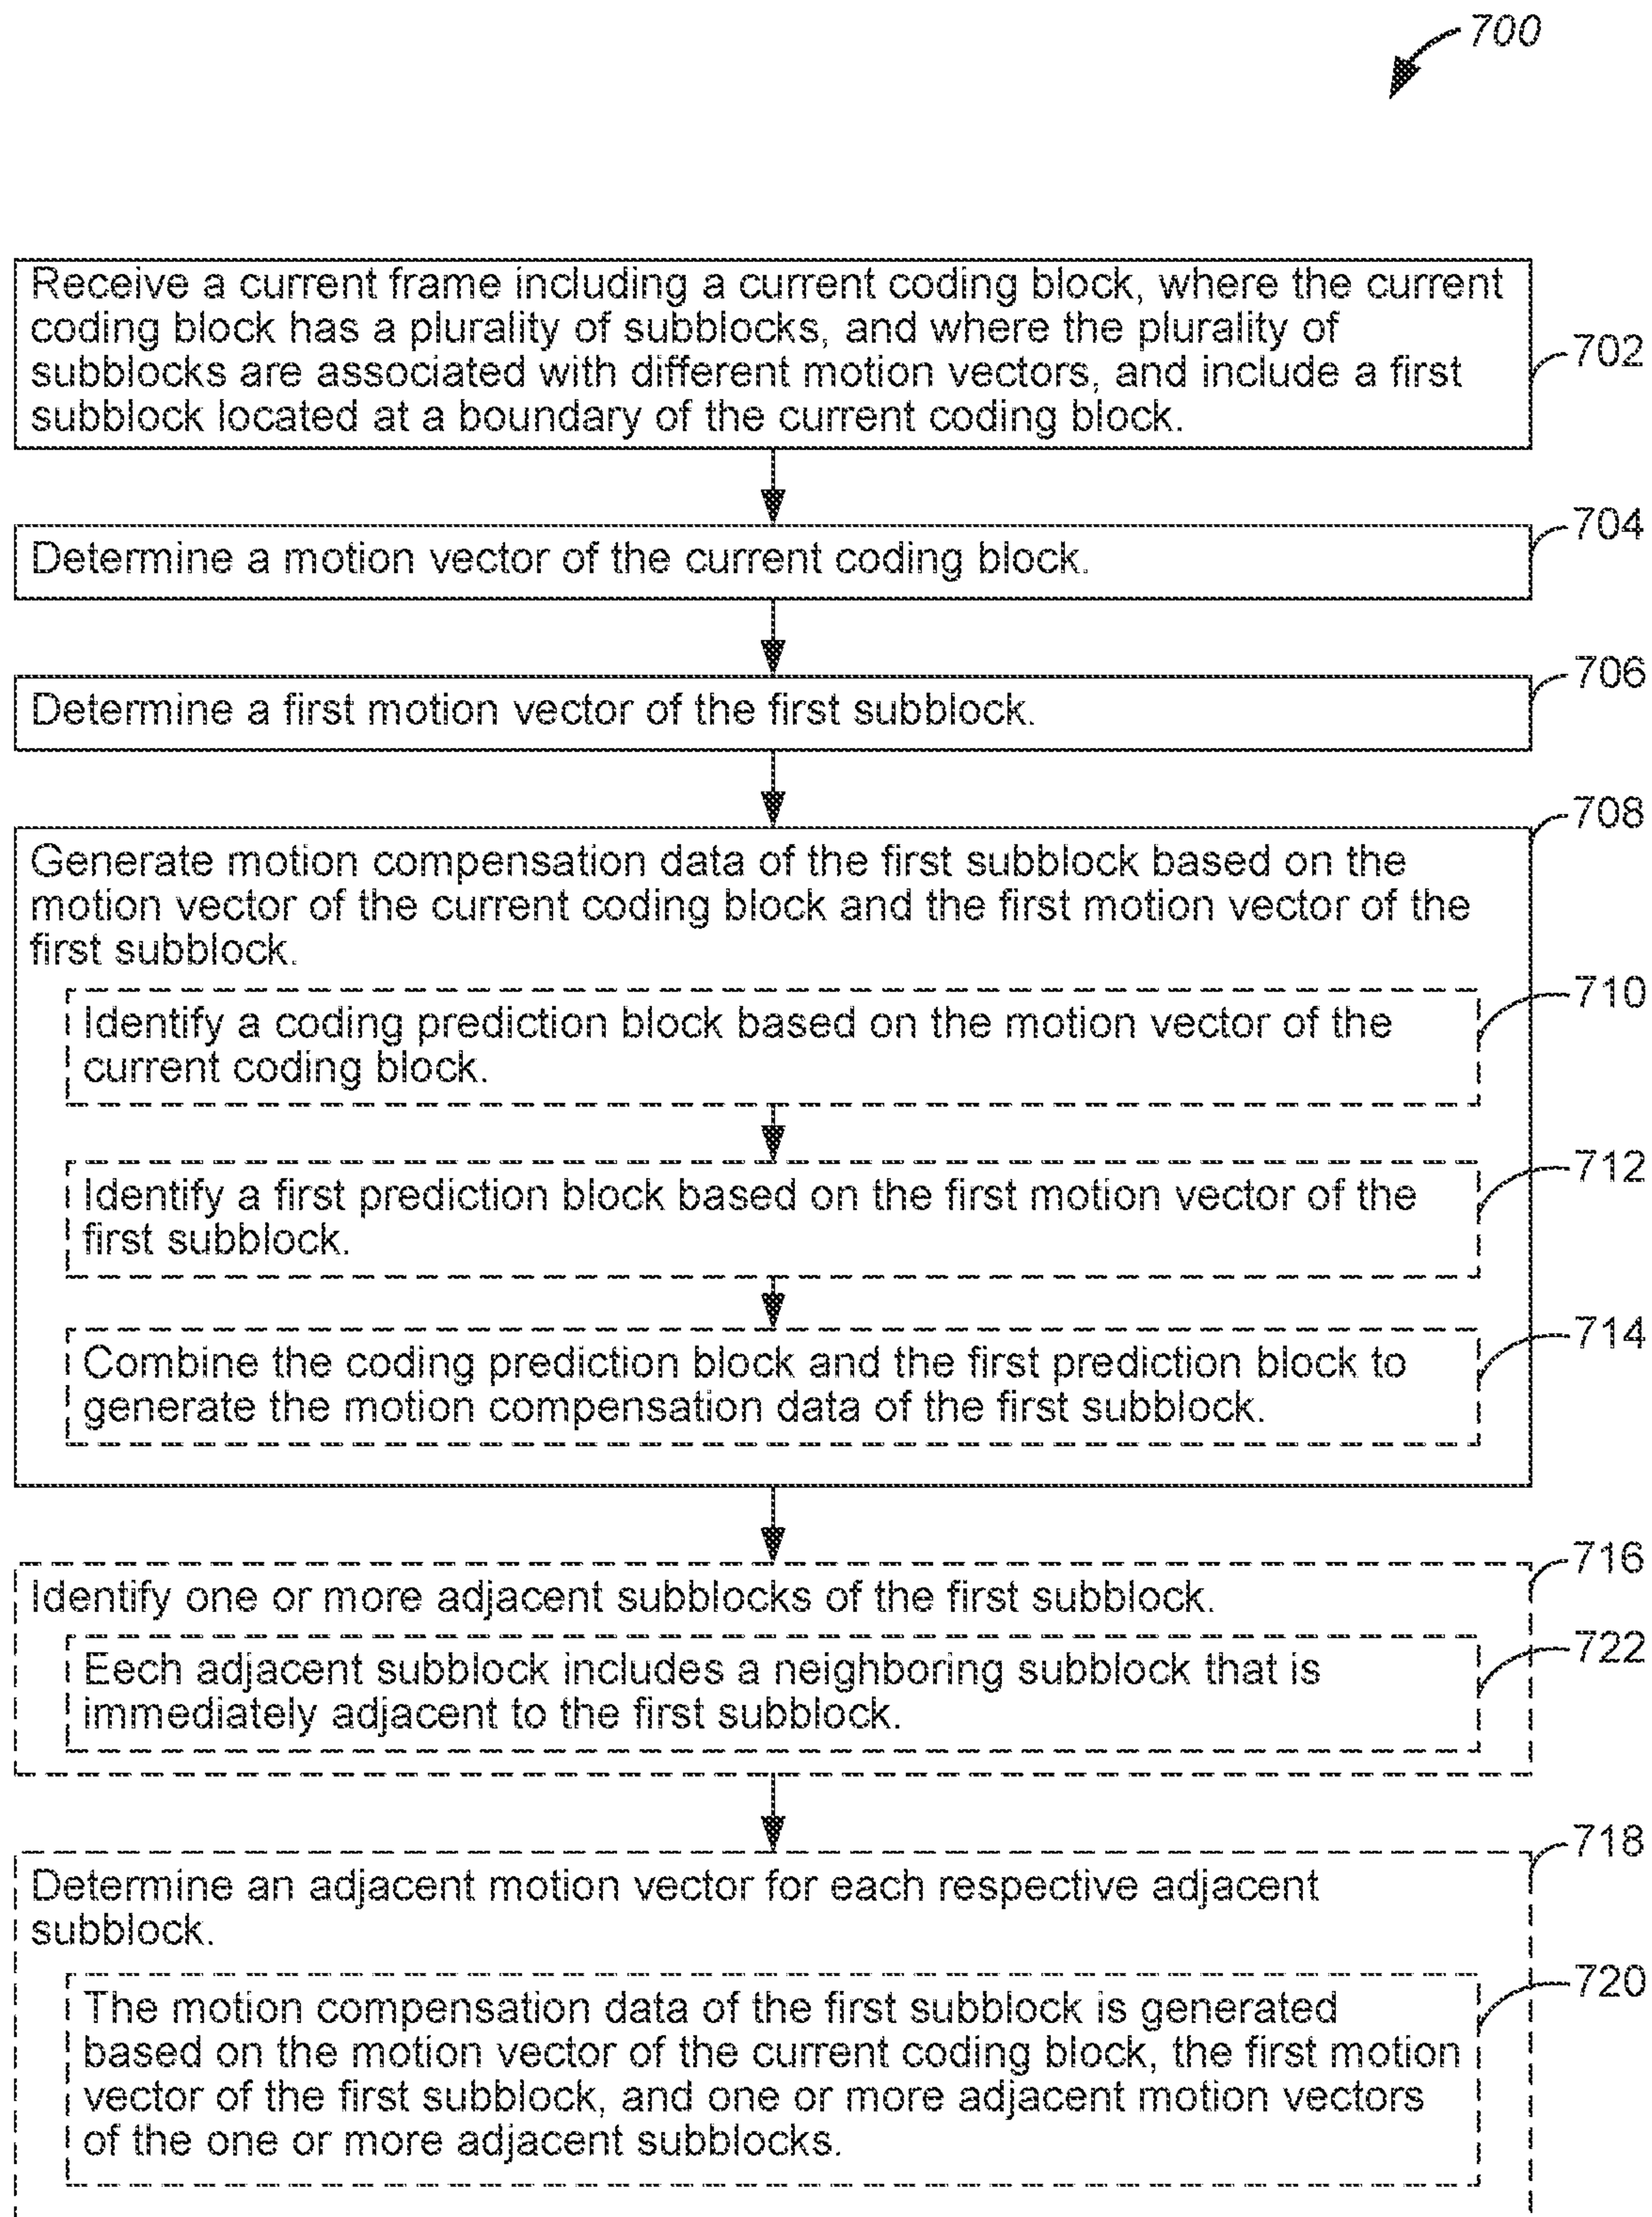 700
Receive a current frame including a current coding block, where the current
coding block has a plurality of subblocks, and where the plurality of
subblocks are associated with different motion vectors, and include a first
subblock located at a boundary of the current coding block.
702
704
Determine a motion vector of the current coding block.
706
Determine a first motion vector of the first subblock.
708
Generate motion compensation data of the first subblock based on the
motion vector of the current coding block and the first motion vector of the
first subblock.
710
Identify a coding prediction block based on the motion vector of the
current coding block.
712
Identify a first prediction block based on the first motion vector of the
first subblock.
714
Combine the coding prediction block and the first prediction block to
generate the motion compensation data of the first subblock.
716
Identify one or more adjacent subblocks of the first subblock.
722
Eech adjacent subblock includes a neighboring subblock that is
immediately adjacent to the first subblock.
718
Determine an adjacent motion vector for each respective adjacent
subblock.
720
The motion compensation data of the first subblock is generated
based on the motion vector of the current coding block, the first motion
vector of the first subblock, and one or more adjacent motion vectors
of the one or more adjacent subblocks.